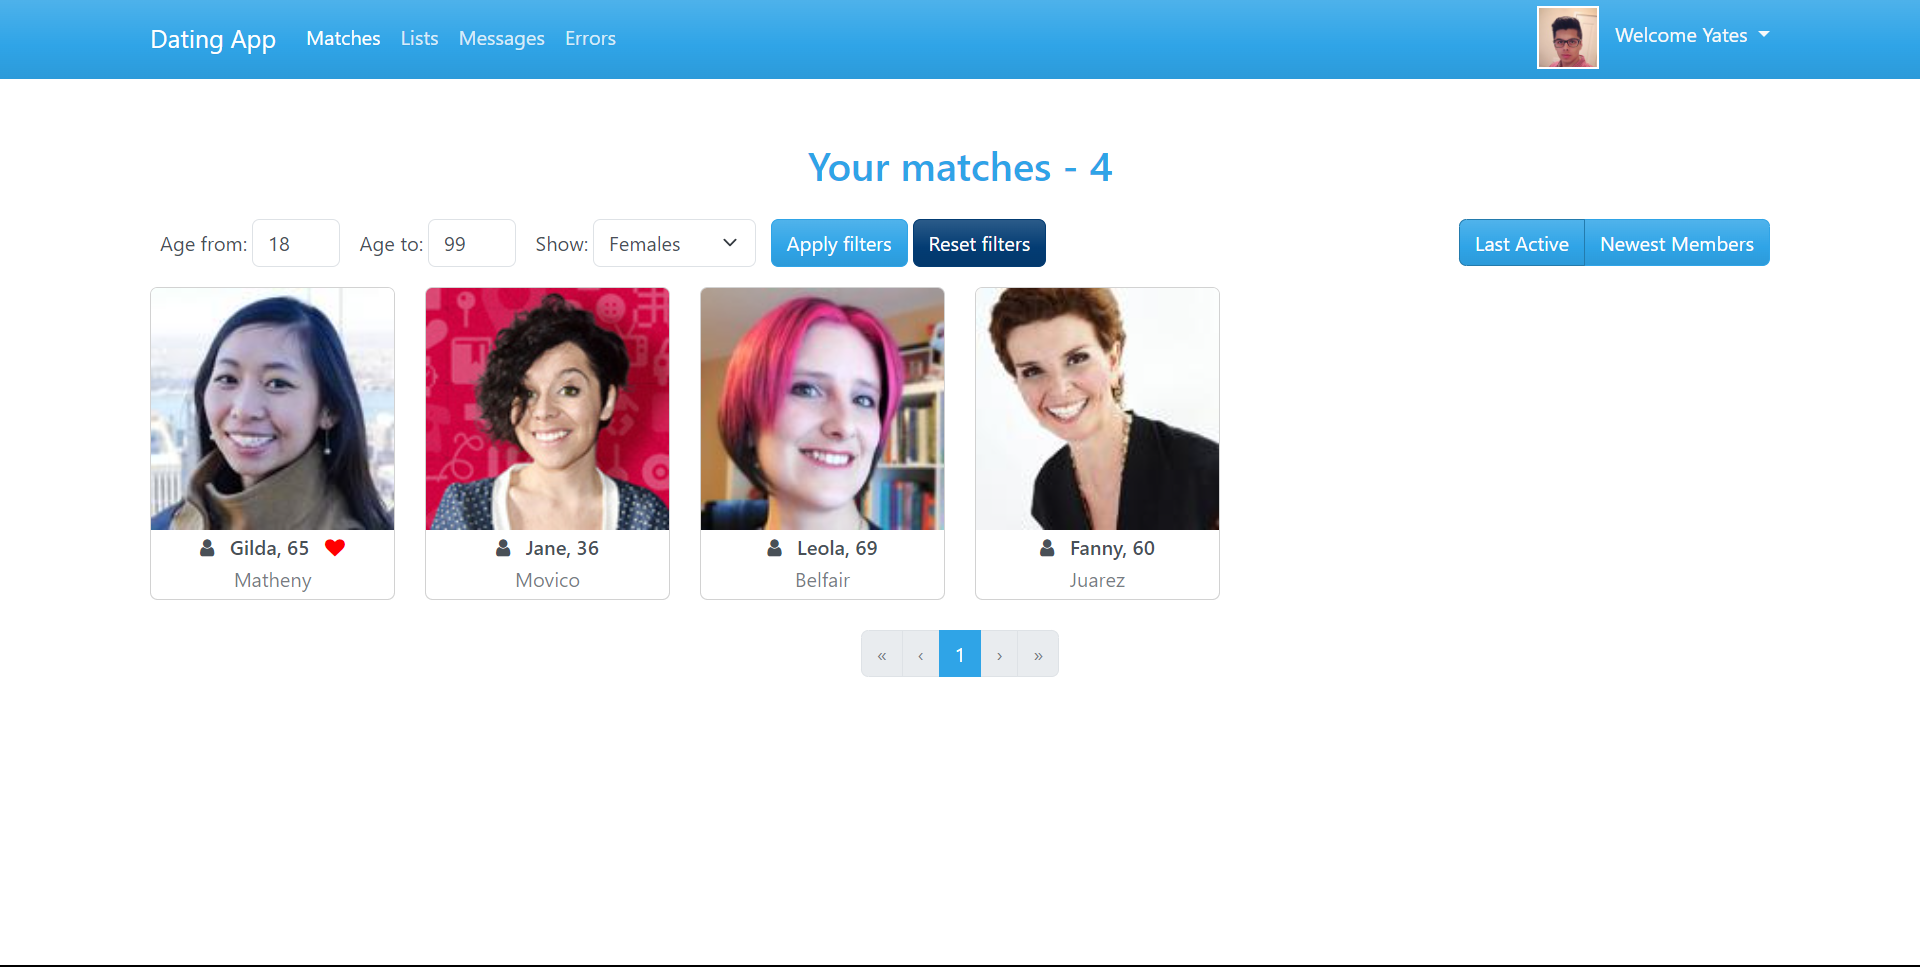 Dating App Matches Lists Messages Errors Welcome Yates
Your matches - 4
Age from: 18 Age to: 99 Show: Females Apply filters Reset filters Last Active Newest Members
Gilda, 65 Jane, 36 Leola, 69 Fanny, 60
Matheny Movico Belfair Juarez
« ‹ 1 › »